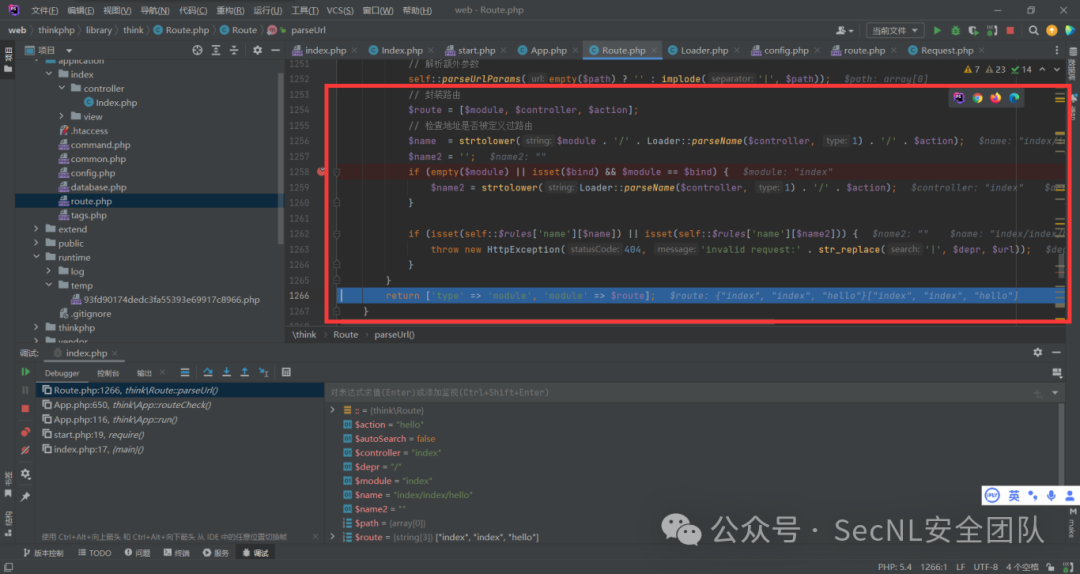 文件(F) 编辑(E) 视图(V) 导航(N) 代码(C) 重构(R) 运行(U) 工具(T) VCS(S) 窗口(W) 帮助(H) web - Route.php
web thinkphp library think Route.php Route parseUrl 当前文件
项目 index.php Index.php start.php App.php Route.php Loader.php config.php route.php Request.php
application
index
controller
Index.php
view
.htaccess
command.php
common.php
config.php
database.php
route.php
tags.php
extend
public
runtime
log
temp
93fd90174dedc3fa55393e69917c8966.php
.gitignore
thinkphp
vendor
7 23 14
1251 // 解析额外参数
1252 self::parseUrlParams( url: empty($path) ? '' : implode( separator: '|', $path)); $path: array[0]
1253 // 封装路由
1254 $route = [$module, $controller, $action];
1255 // 检查地址是否被定义过路由
1256 $name = strtolower( string: $module . '/' . Loader::parseName($controller, type: 1) . '/' . $action); $name: "index/in
1257 $name2 = ''; $name2: ""
1258 if (empty($module) || isset($bind) && $module == $bind) { $module: "index"
1259 $name2 = strtolower( string: Loader::parseName($controller, type: 1) . '/' . $action); $controller: "index"
1260 }
1261
1262 if (isset(self::$rules['name'][$name]) || isset(self::$rules['name'][$name2])) { $name2: "" $name: "index/index/
1263 throw new HttpException( statusCode: 404, message: 'invalid request:' . str_replace( search: '|', $depr, $url));
1264 }
1265 }
1266 return ['type' => 'module', 'module' => $route]; $route: {"index", "index", "hello"}["index", "index", "hello"]
1267 }
\think Route parseUrl()
调试: index.php
Debugger 控制台 输出
Route.php:1266, think\Route::parseUrl()
App.php:650, think\App::routeCheck()
App.php:116, think\App::run()
start.php:19, require()
index.php:17, {main}()
对表达式求值(Enter)或添加监视(Ctrl+Shift+Enter)
:: = {think\Route}
$action = "hello"
$autoSearch = false
$controller = "index"
$depr = "/"
$module = "index"
$name = "index/index/hello"
$name2 = ""
$path = {array[0]}
$route = {string[3]} ["index", "index", "hello"]
使用 Ctrl+Alt+向上箭头 和 Ctrl+Alt+向下箭头 从 IDE 中的任意位置切换帧
书签
结构
英
make
公众号 · SecNL安全团队
版本控制 TODO 问题 终端 服务 调试
PHP: 5.4 1266:1 LF UTF-8 4 个空格